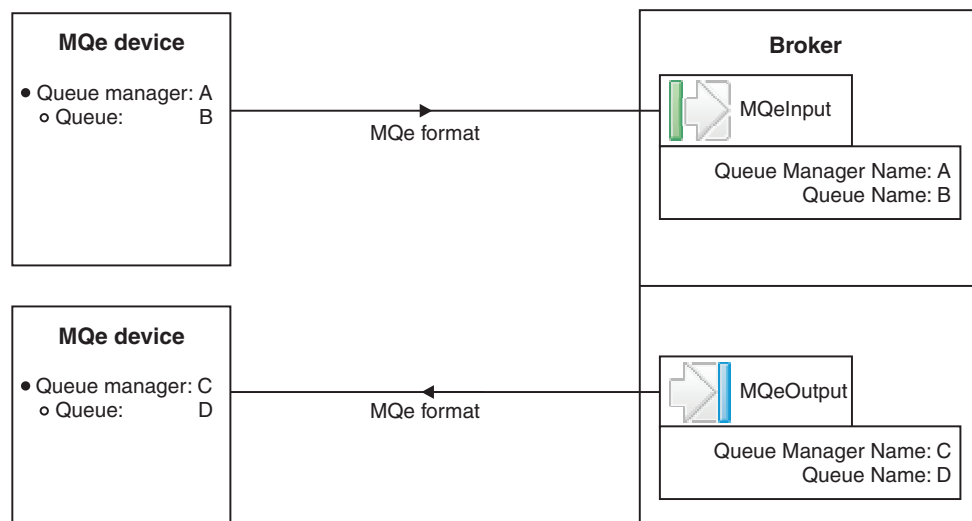 MQe device
● Queue manager: A
o Queue: B
MQe format
Broker
MQeInput
Queue Manager Name: A
Queue Name: B
MQe device
● Queue manager: C
o Queue: D
MQe format
MQeOutput
Queue Manager Name: C
Queue Name: D